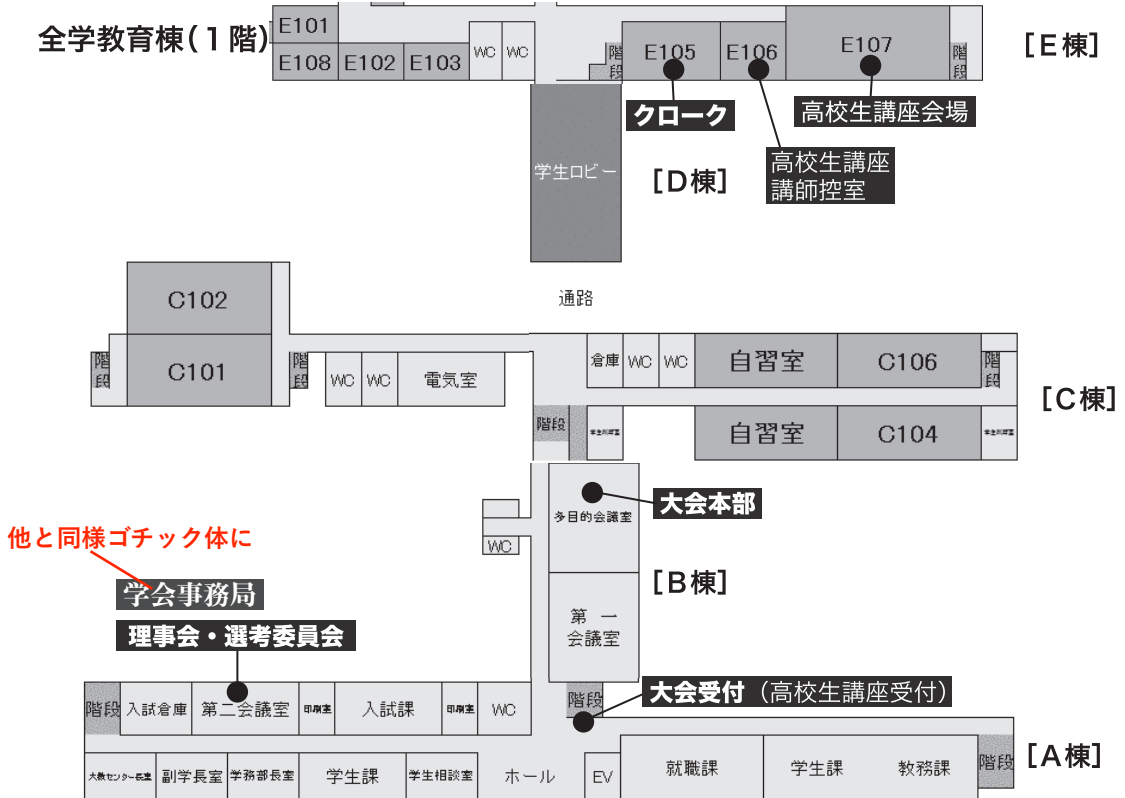 全学教育棟(１階)
E101
E108
E102
E103
WC
WC
階段
E105
E106
E107
階段
［E棟］
クローク
高校生講座会場
高校生講座
講師控室
学生ロビー
［D棟］
通路
C102
C101
階段
階段
WC
WC
電気室
倉庫
WC
WC
自習室
C106
階段
［C棟］
階段
自習室
C104
多目的会議室
大会本部
WC
他と同様ゴチック体に
学会事務局
理事会・選考委員会
［B棟］
第一
会議室
階段
入試倉庫
第二会議室
印刷室
入試課
印刷室
WC
階段
大会受付（高校生講座受付）
大教センター長室
副学長室
学務部長室
学生課
学生相談室
ホール
EV
就職課
学生課
教務課
階段
［A棟］